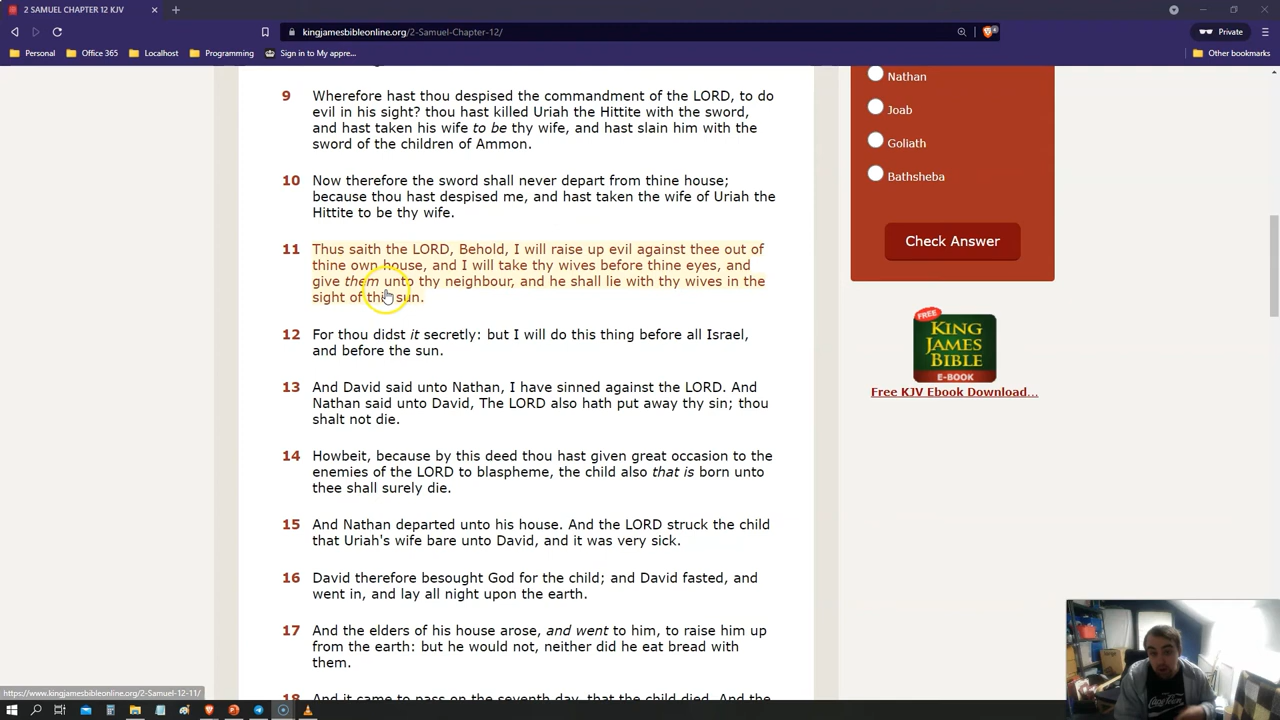 2 SAMUEL CHAPTER 12 KJV
kingjamesbibleonline.org/2-Samuel-Chapter-12/
Private
Personal
Office 365
Localhost
Programming
Sign in to My appre...
Other bookmarks
9 Wherefore hast thou despised the commandment of the LORD, to do
evil in his sight? thou hast killed Uriah the Hittite with the sword,
and hast taken his wife to be thy wife, and hast slain him with the
sword of the children of Ammon.
10 Now therefore the sword shall never depart from thine house;
because thou hast despised me, and hast taken the wife of Uriah the
Hittite to be thy wife.
11 Thus saith the LORD, Behold, I will raise up evil against thee out of
thine own house, and I will take thy wives before thine eyes, and
give them unto thy neighbour, and he shall lie with thy wives in the
sight of this sun.
12 For thou didst it secretly: but I will do this thing before all Israel,
and before the sun.
13 And David said unto Nathan, I have sinned against the LORD. And
Nathan said unto David, The LORD also hath put away thy sin; thou
shalt not die.
14 Howbeit, because by this deed thou hast given great occasion to the
enemies of the LORD to blaspheme, the child also that is born unto
thee shall surely die.
15 And Nathan departed unto his house. And the LORD struck the child
that Uriah's wife bare unto David, and it was very sick.
16 David therefore besought God for the child; and David fasted, and
went in, and lay all night upon the earth.
17 And the elders of his house arose, and went to him, to raise him up
from the earth: but he would not, neither did he eat bread with
them.
18 And it came to pass on the seventh day, that the child died. And the
Nathan
Joab
Goliath
Bathsheba
Check Answer
FREE
KING
JAMES
BIBLE
E-BOOK
Free KJV Ebook Download...
https://www.kingjamesbibleonline.org/2-Samuel-12-11/